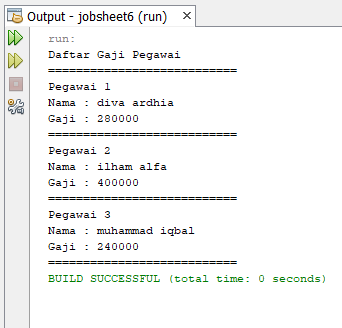 Output - jobsheet6 (run)
run:
Daftar Gaji Pegawai
===========================
Pegawai 1
Nama : diva ardhia
Gaji : 280000
===========================
Pegawai 2
Nama : ilham alfa
Gaji : 400000
===========================
Pegawai 3
Nama : muhammad iqbal
Gaji : 240000
===========================
BUILD SUCCESSFUL (total time: 0 seconds)